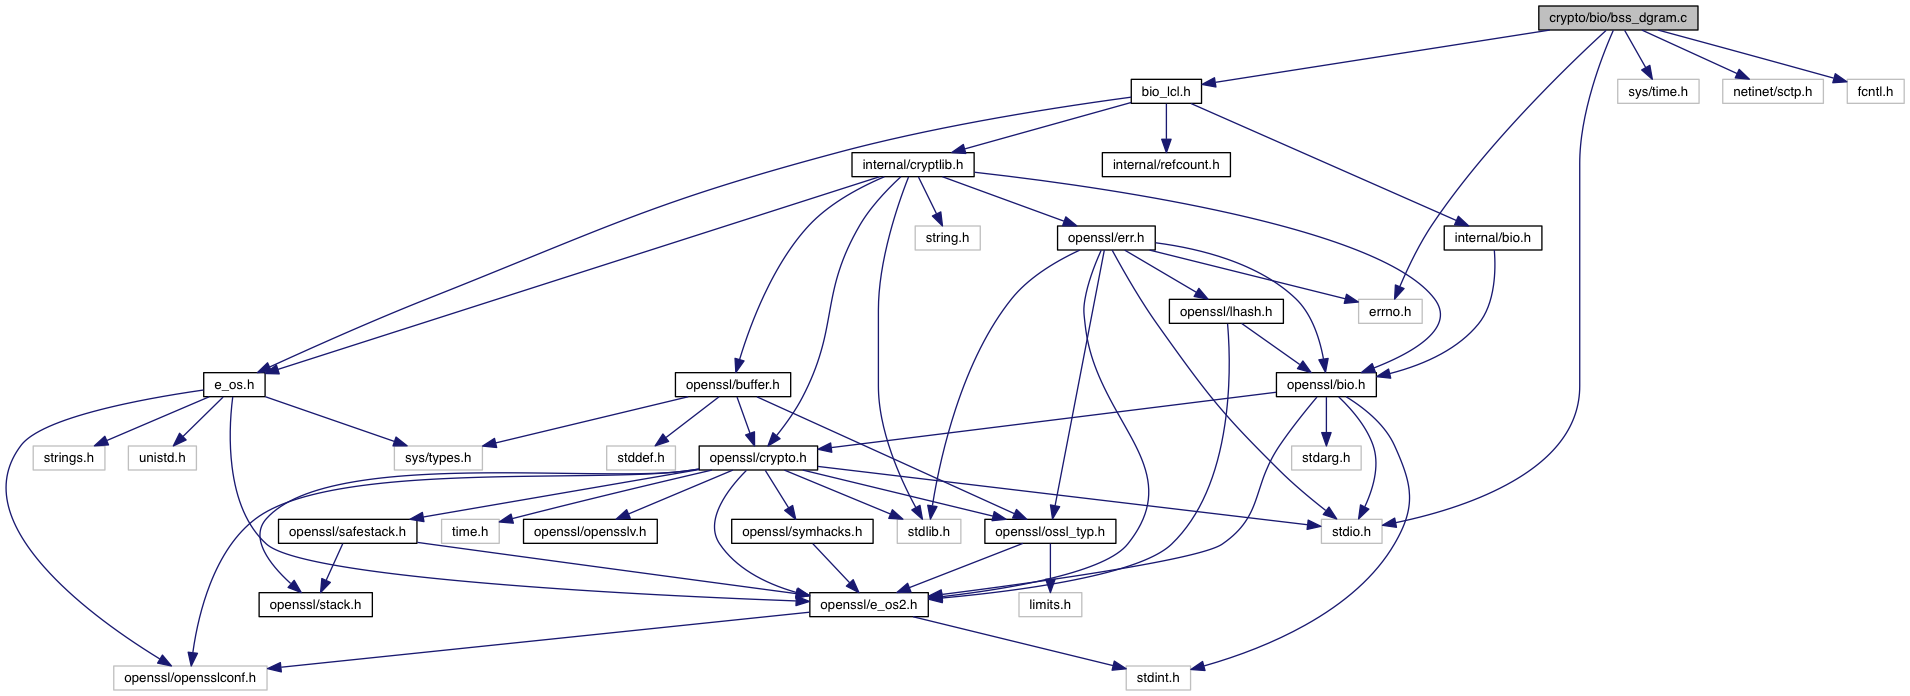 crypto/bio/bss_dgram.c
bio_lcl.h
sys/time.h
netinet/sctp.h
fcntl.h
internal/cryptlib.h
internal/refcount.h
string.h
openssl/err.h
internal/bio.h
openssl/lhash.h
errno.h
e_os.h
openssl/buffer.h
openssl/bio.h
strings.h
unistd.h
sys/types.h
stddef.h
openssl/crypto.h
stdarg.h
openssl/safestack.h
time.h
openssl/opensslv.h
openssl/symhacks.h
stdlib.h
openssl/ossl_typ.h
stdio.h
openssl/stack.h
openssl/e_os2.h
limits.h
openssl/opensslconf.h
stdint.h